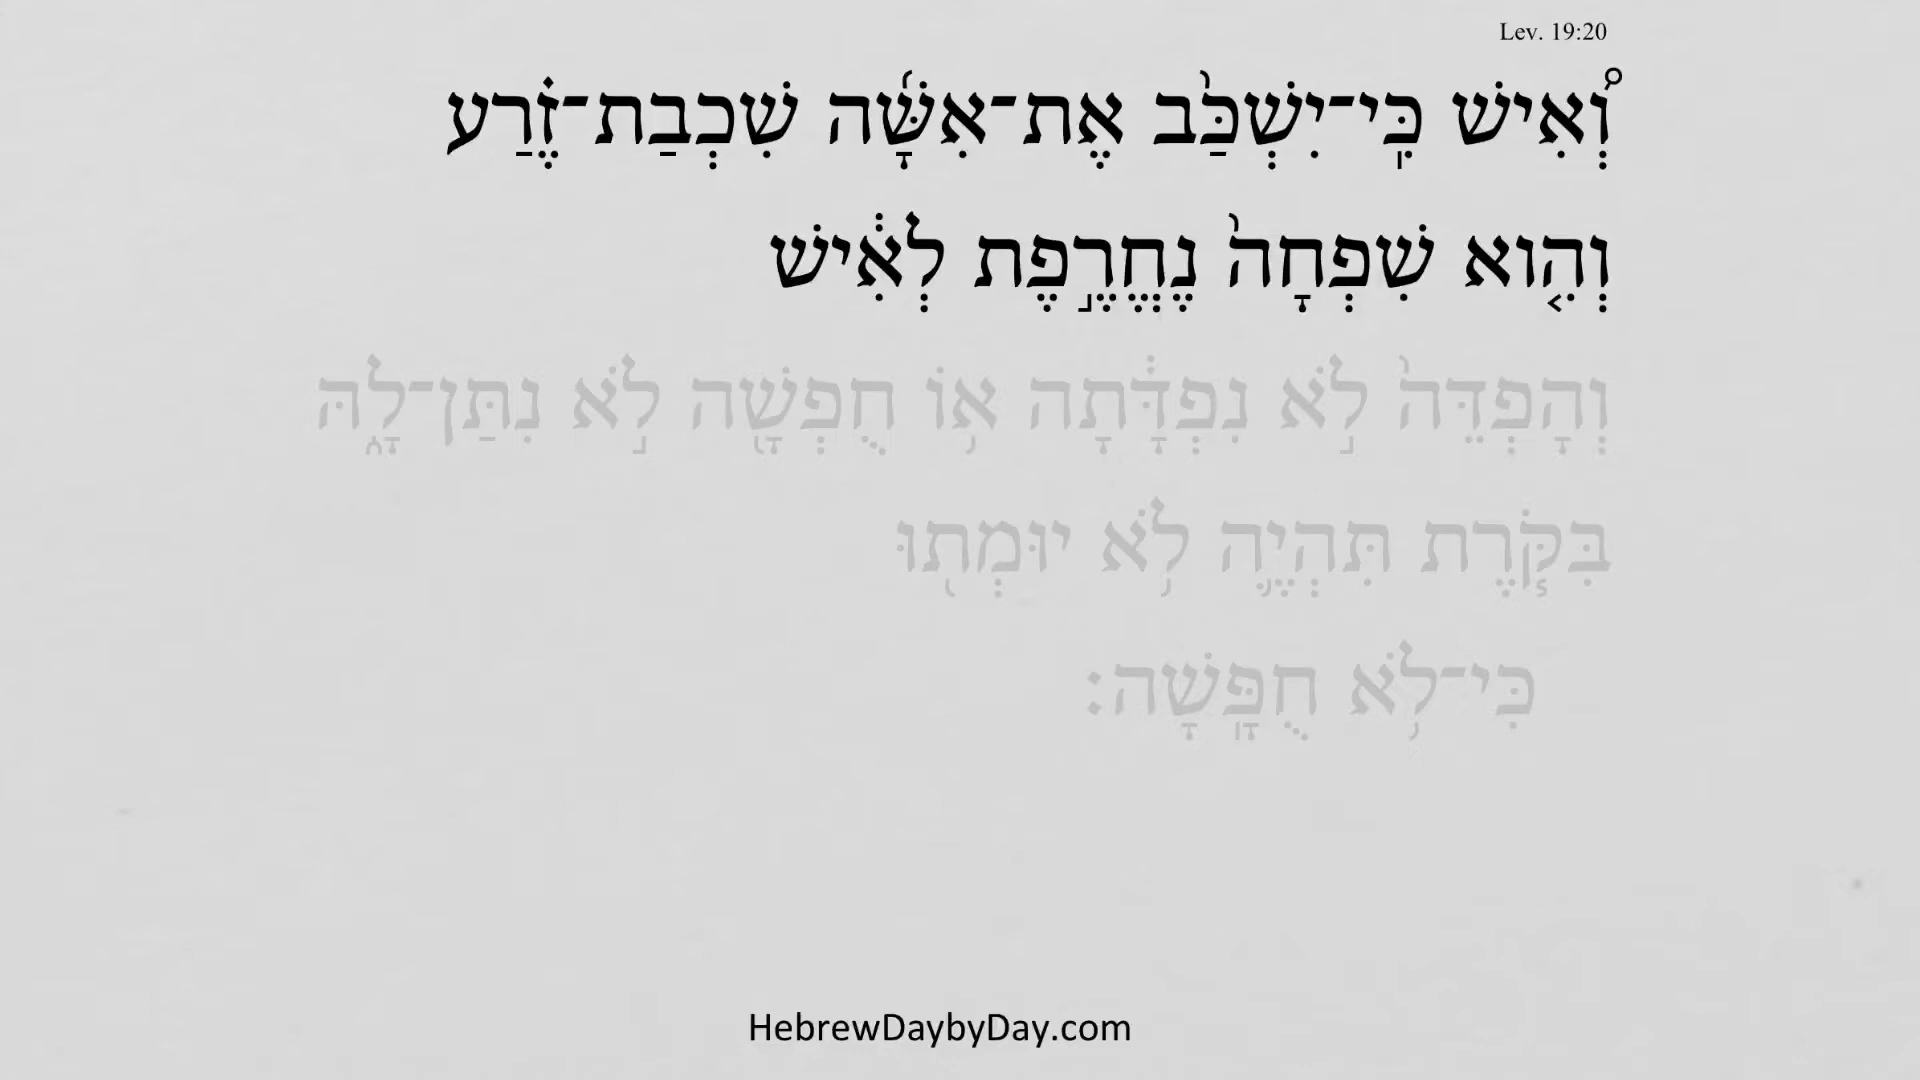 Lev. 19:20
וְ֠אִישׁ כִּֽי־יִשְׁכַּ֨ב אֶת־אִשָּׁ֜ה שִׁכְבַת־זֶ֗רַע
וְהִ֤וא שִׁפְחָה֙ נֶחֱרֶ֣פֶת לְאִ֔ישׁ
וְהָפְדֵּה֙ לֹ֣א נִפְדָּ֔תָה א֥וֹ חֻפְשָׁ֖ה לֹ֣א נִתַּן־לָ֑הּ
בִּקֹּ֧רֶת תִּהְיֶ֛ה לֹ֥א יוּמְת֖וּ
כִּי־לֹ֥א חֻפָּֽשָׁה׃
HebrewDaybyDay.com